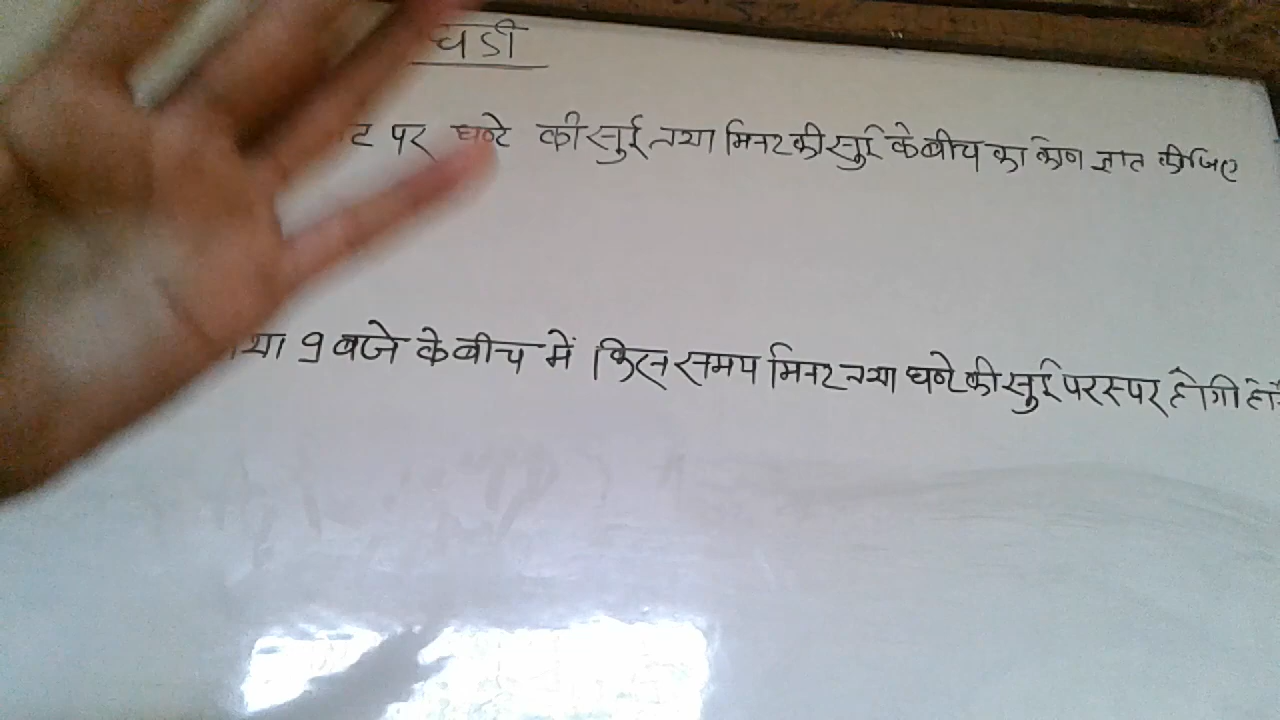 घडी
पर घण्टे की सुई तथा मिनट की सुई के बीच का कोण ज्ञात कीजिए
9 बजे के बीच में किस समय मिनट तथा घण्टे की सुई परस्पर होगी